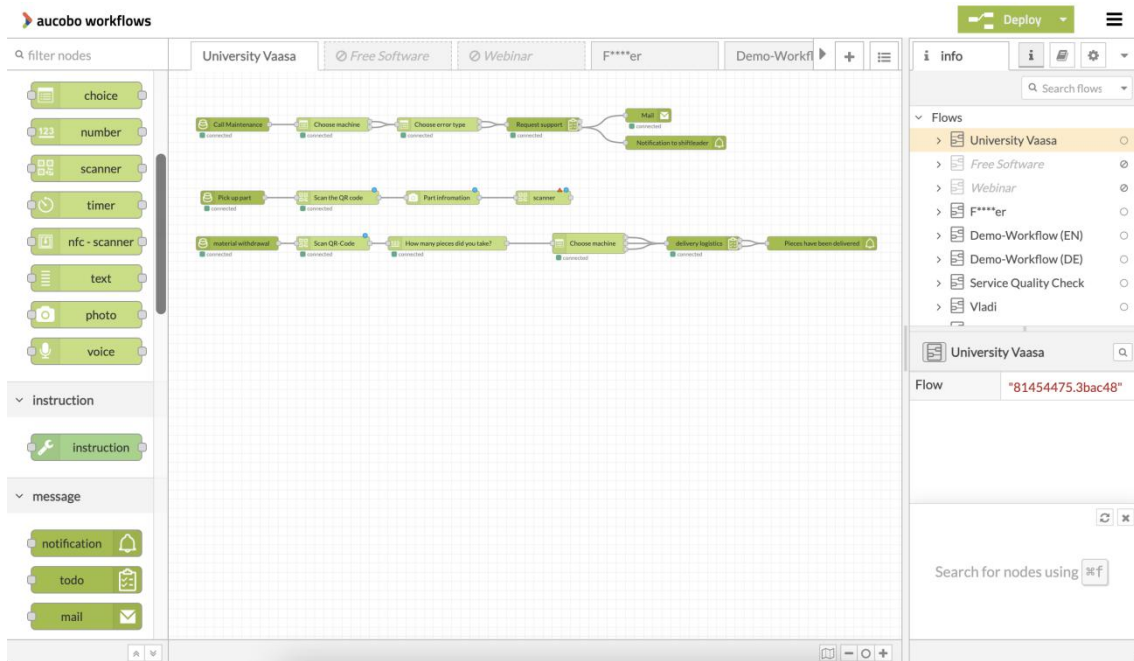 aucobo workflows
Deploy
filter nodes
University Vaasa
Free Software
Webinar
F****er
Demo-Workfl
info
Search flows
choice
123 number
scanner
timer
nfc - scanner
text
photo
voice
instruction
instruction
message
notification
todo
mail
Call Maintenance
connected
Choose machine
connected
Choose error type
connected
Request support
connected
Mail
connected
Notification to shiftleader
Pick up part
connected
Scan the QR code
connected
Part infromation
scanner
material withdrawal
connected
Scan QR-Code
connected
How many pieces did you take?
connected
Choose machine
connected
delivery logistics
connected
Pieces have been delivered
Flows
University Vaasa
Free Software
Webinar
F****er
Demo-Workflow (EN)
Demo-Workflow (DE)
Service Quality Check
Vladi
University Vaasa
Flow "81454475.3bac48"
Search for nodes using ⌘f